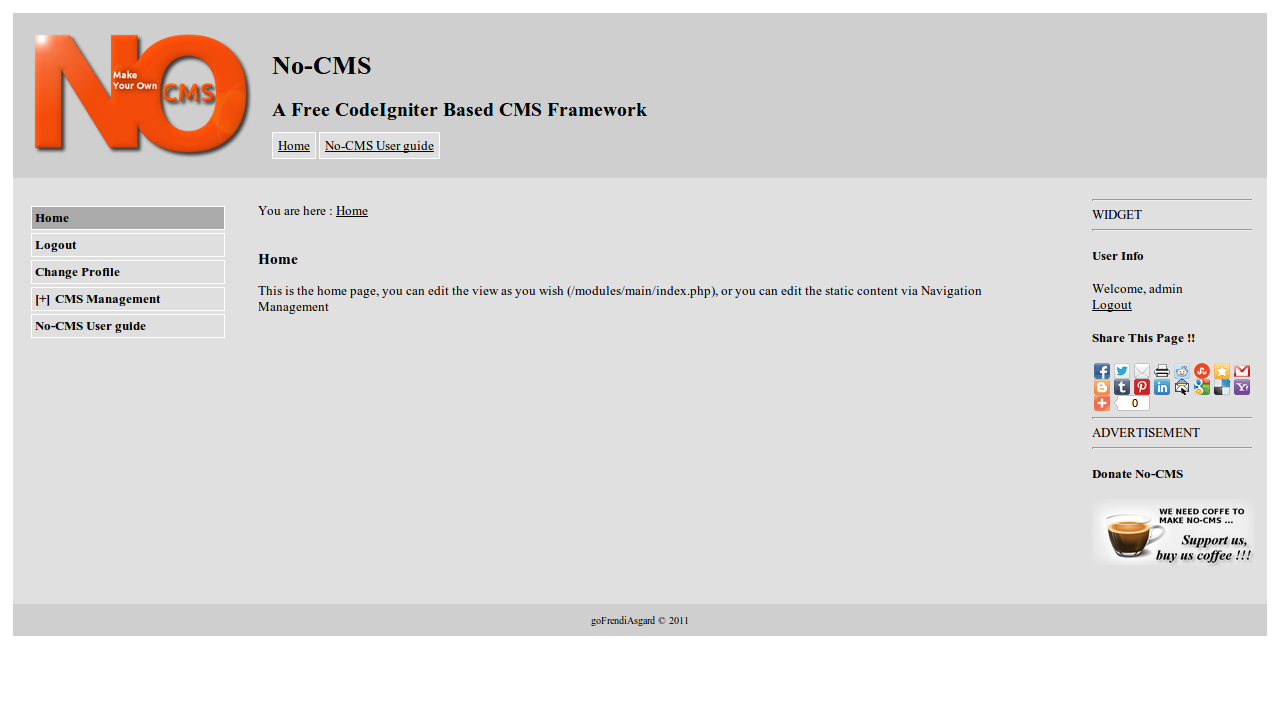 NO
Make
Your Own
CMS
No-CMS
A Free CodeIgniter Based CMS Framework
Home
No-CMS User guide
Home
Logout
Change Profile
[+] CMS Management
No-CMS User guide
You are here : Home
Home
This is the home page, you can edit the view as you wish (/modules/main/index.php), or you can edit the static content via Navigation
Management
WIDGET
User Info
Welcome, admin
Logout
Share This Page !!
0
ADVERTISEMENT
Donate No-CMS
WE NEED COFFE TO
MAKE NO-CMS ...
Support us,
buy us coffee !!!
goFrendiAsgard © 2011